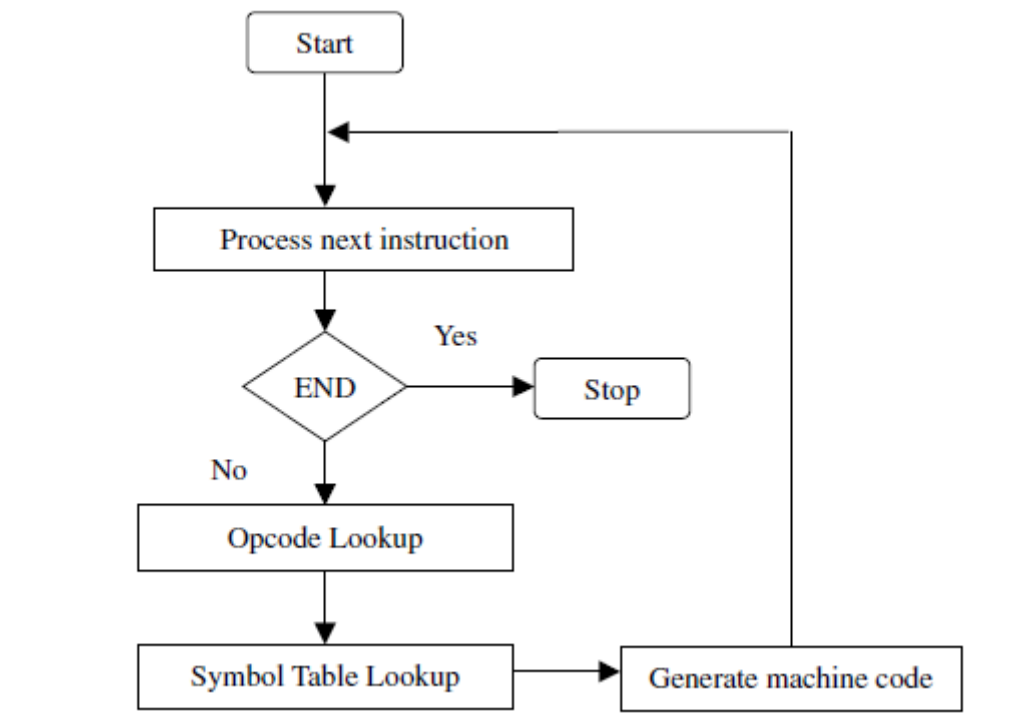 Start
Process next instruction
Yes
END
Stop
No
Opcode Lookup
Symbol Table Lookup
Generate machine code